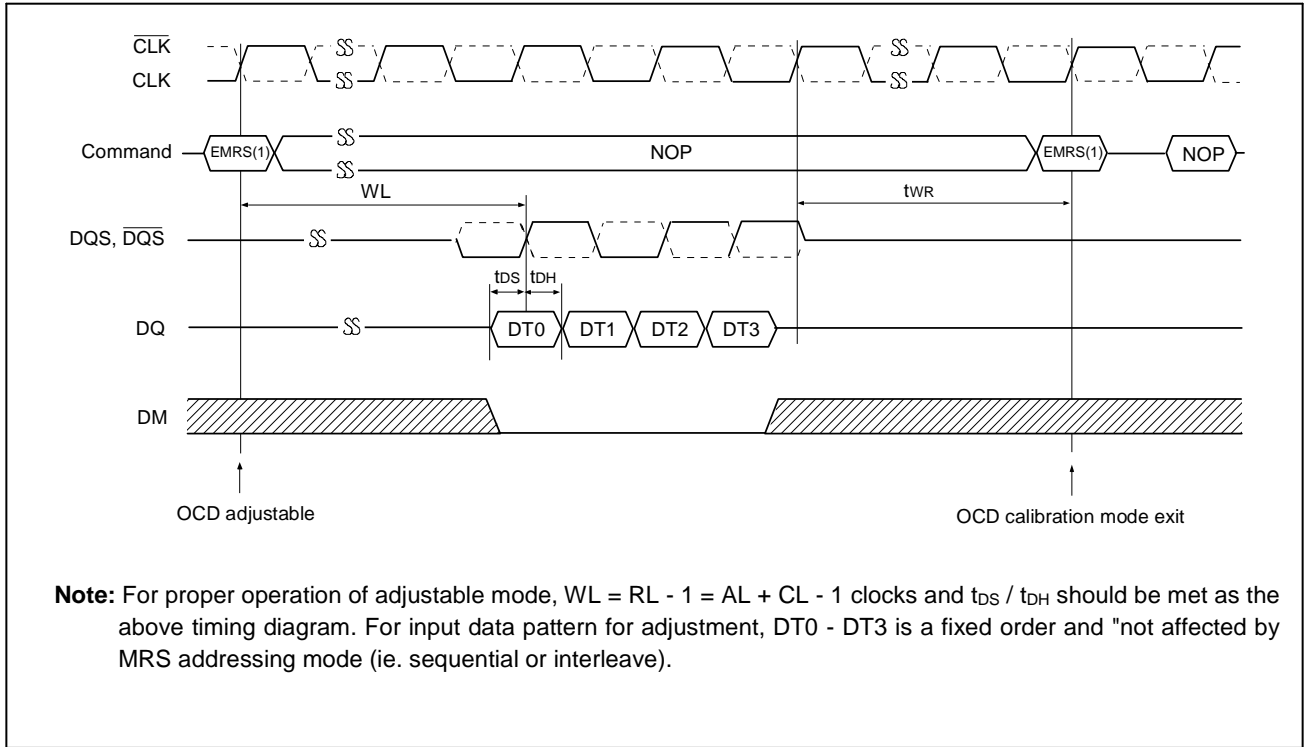 CLK
CLK
Command
EMRS(1)
NOP
EMRS(1)
NOP
WL
tWR
DQS, DQS
tDS
tDH
DQ
DT0
DT1
DT2
DT3
DM
OCD adjustable
OCD calibration mode exit
Note: For proper operation of adjustable mode, WL = RL - 1 = AL + CL - 1 clocks and tDS / tDH should be met as the
above timing diagram. For input data pattern for adjustment, DT0 - DT3 is a fixed order and "not affected by
MRS addressing mode (ie. sequential or interleave).